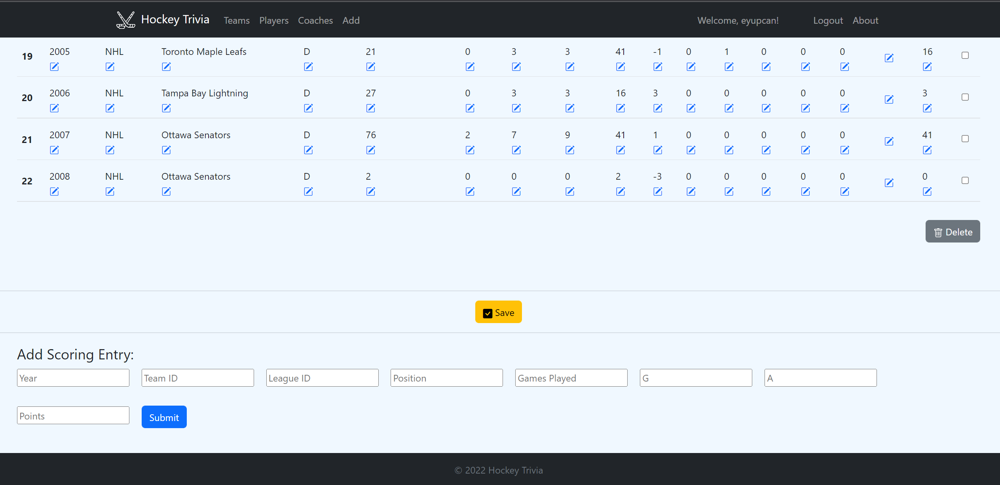 Hockey Trivia Teams Players Coaches Add Welcome, eyupcan! Logout About
19 2005 NHL Toronto Maple Leafs D 21 0 3 3 41 -1 0 1 0 0 0 16
20 2006 NHL Tampa Bay Lightning D 27 0 3 3 16 3 0 0 0 0 0 3
21 2007 NHL Ottawa Senators D 76 2 7 9 41 1 0 0 0 0 0 41
22 2008 NHL Ottawa Senators D 2 0 0 0 2 -3 0 0 0 0 0 0
Delete
Save
Add Scoring Entry:
Year Team ID League ID Position Games Played G A
Points Submit
© 2022 Hockey Trivia